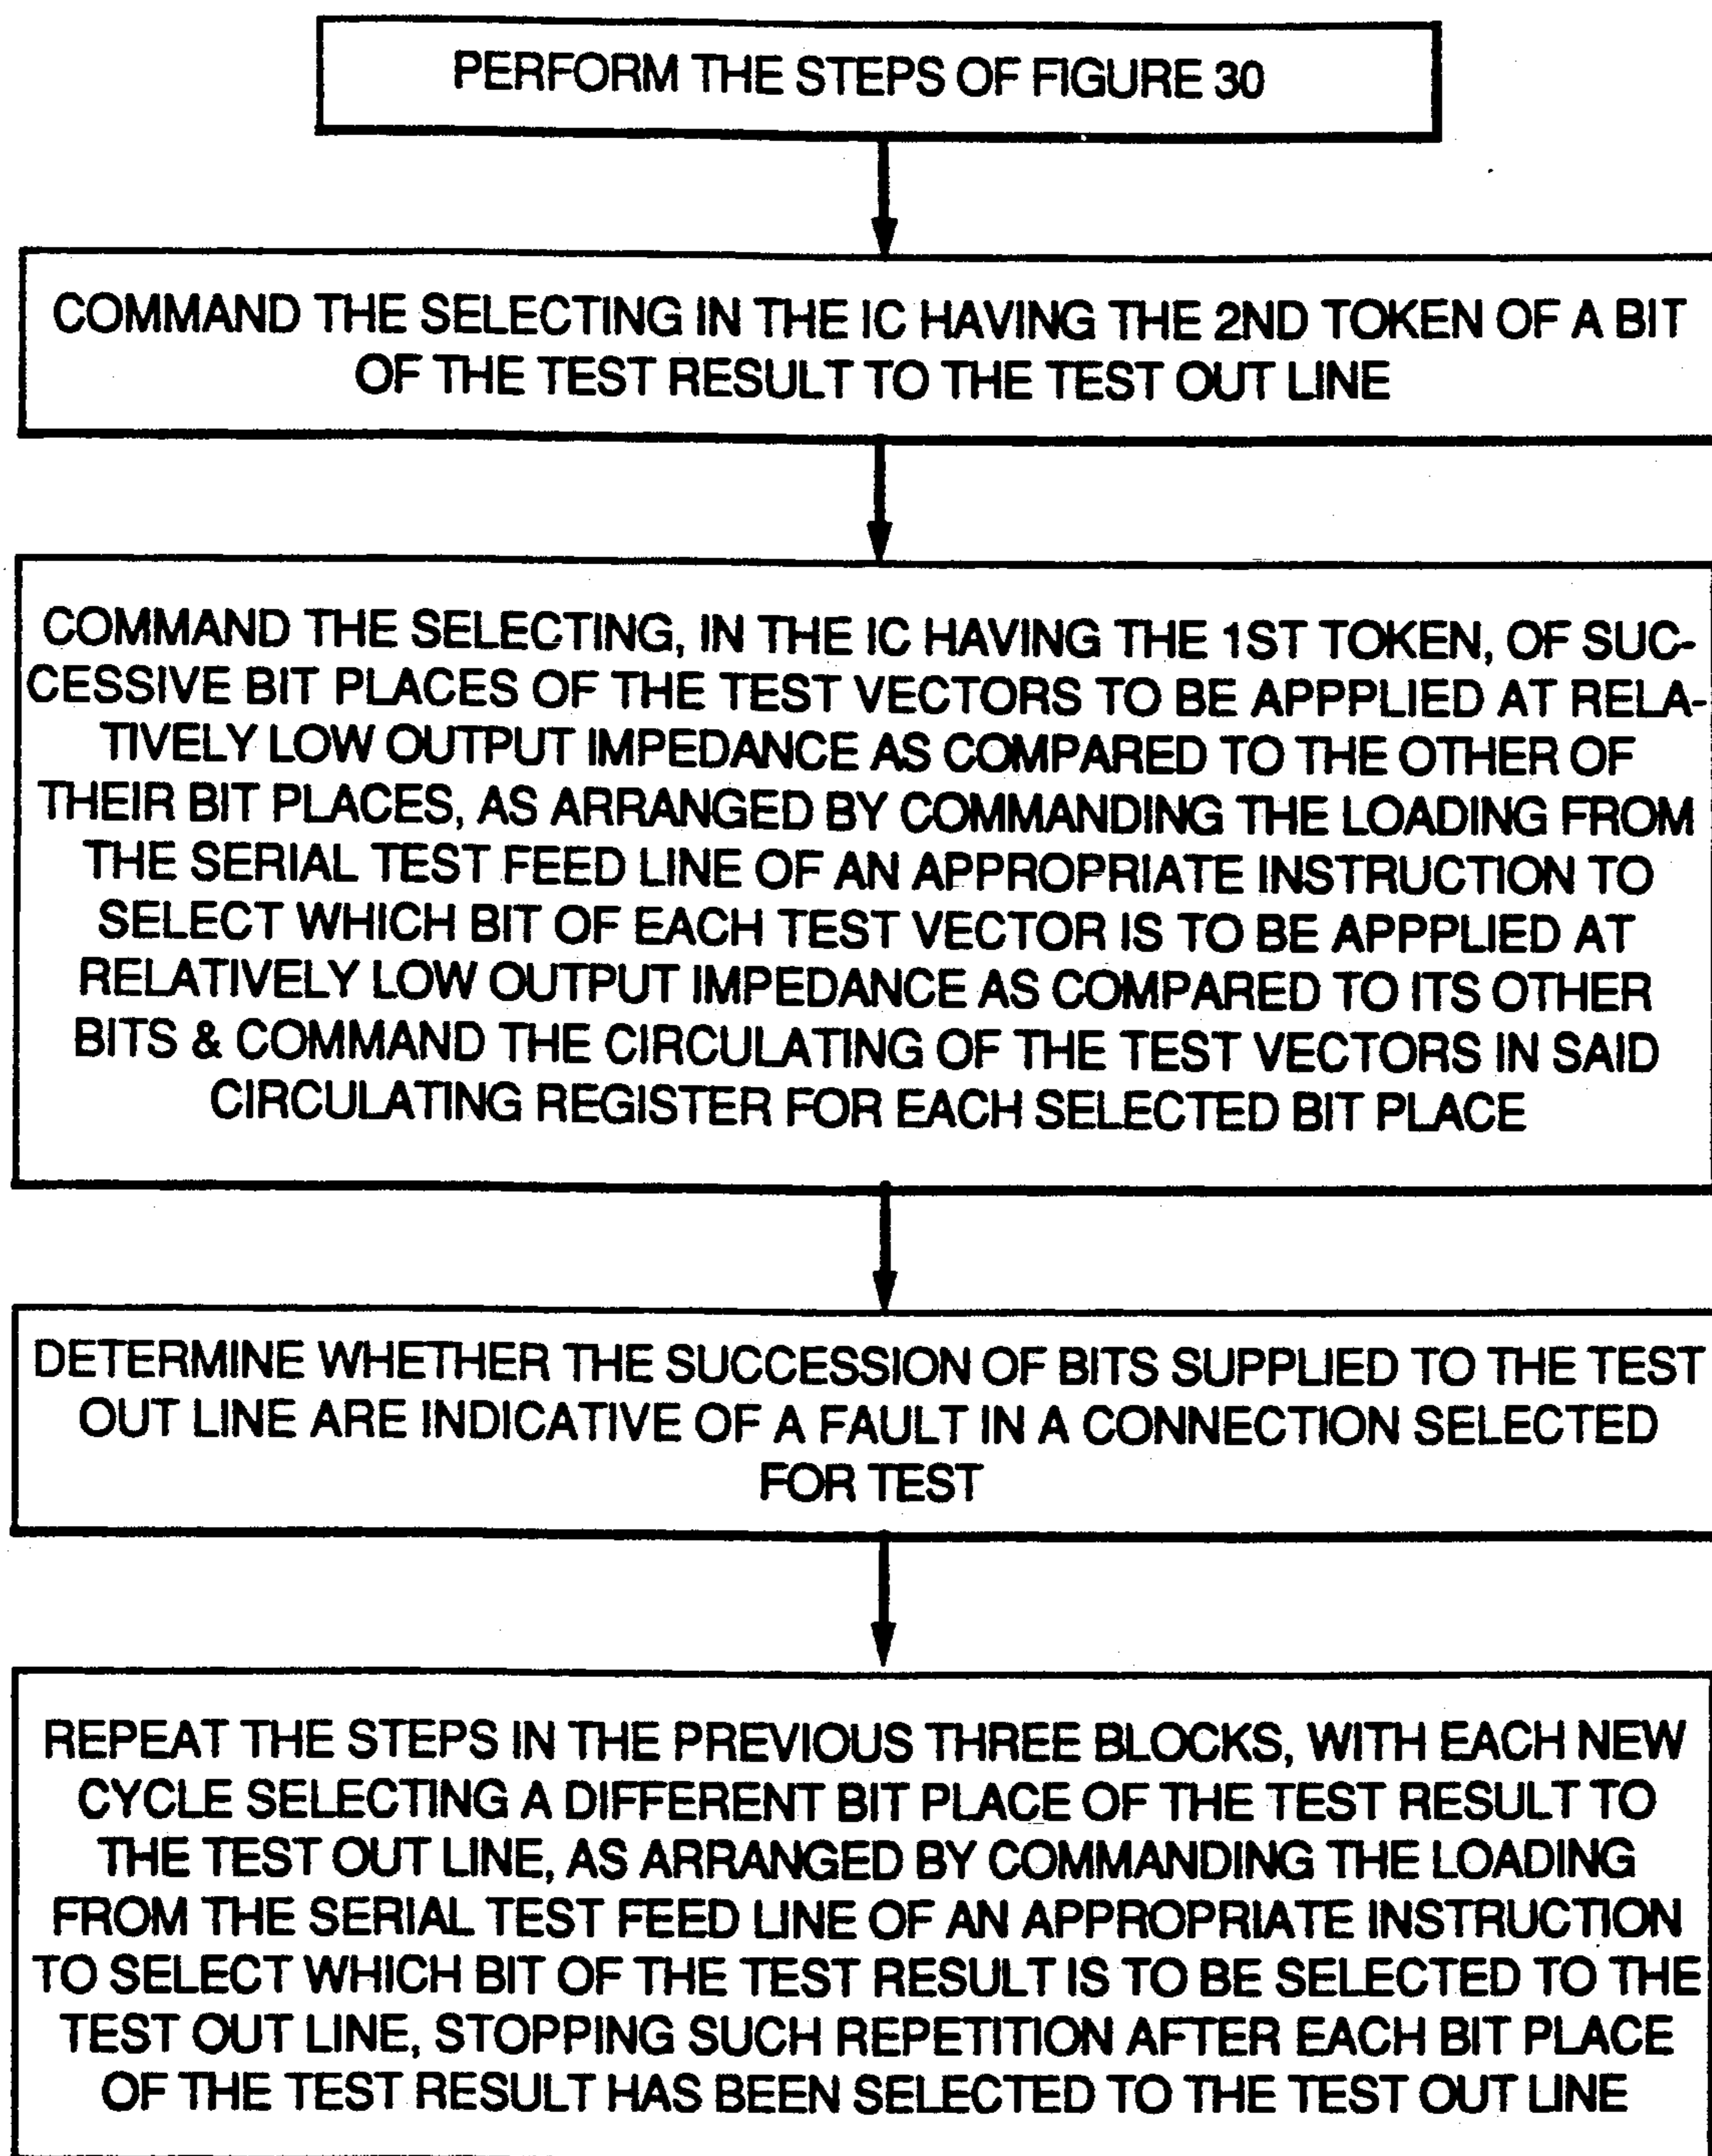 PERFORM THE STEPS OF FIGURE 30
COMMAND THE SELECTING IN THE IC HAVING THE 2ND TOKEN OF A BIT
OF THE TEST RESULT TO THE TEST OUT LINE
COMMAND THE SELECTING, IN THE IC HAVING THE 1ST TOKEN, OF SUC-
CESSIVE BIT PLACES OF THE TEST VECTORS TO BE APPPLIED AT RELA-
TIVELY LOW OUTPUT IMPEDANCE AS COMPARED TO THE OTHER OF
THEIR BIT PLACES, AS ARRANGED BY COMMANDING THE LOADING FROM
THE SERIAL TEST FEED LINE OF AN APPROPRIATE INSTRUCTION TO
SELECT WHICH BIT OF EACH TEST VECTOR IS TO BE APPPLIED AT
RELATIVELY LOW OUTPUT IMPEDANCE AS COMPARED TO ITS OTHER
BITS & COMMAND THE CIRCULATING OF THE TEST VECTORS IN SAID
CIRCULATING REGISTER FOR EACH SELECTED BIT PLACE
DETERMINE WHETHER THE SUCCESSION OF BITS SUPPLIED TO THE TEST
OUT LINE ARE INDICATIVE OF A FAULT IN A CONNECTION SELECTED
FOR TEST
REPEAT THE STEPS IN THE PREVIOUS THREE BLOCKS, WITH EACH NEW
CYCLE SELECTING A DIFFERENT BIT PLACE OF THE TEST RESULT TO
THE TEST OUT LINE, AS ARRANGED BY COMMANDING THE LOADING
FROM THE SERIAL TEST FEED LINE OF AN APPROPRIATE INSTRUCTION
TO SELECT WHICH BIT OF THE TEST RESULT IS TO BE SELECTED TO THE
TEST OUT LINE, STOPPING SUCH REPETITION AFTER EACH BIT PLACE
OF THE TEST RESULT HAS BEEN SELECTED TO THE TEST OUT LINE